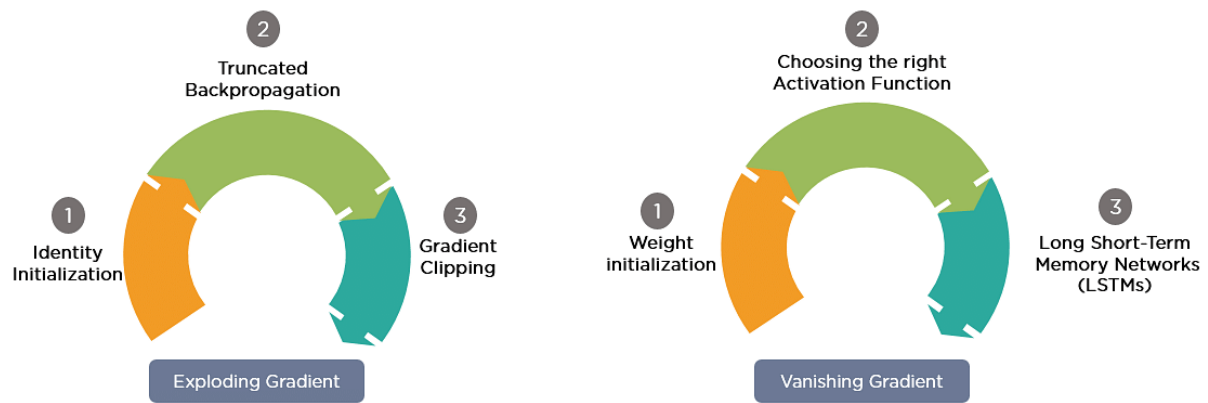 2
Truncated
Backpropagation
1
Identity
Initialization
3
Gradient
Clipping
Exploding Gradient
2
Choosing the right
Activation Function
1
Weight
initialization
3
Long Short-Term
Memory Networks
(LSTMs)
Vanishing Gradient